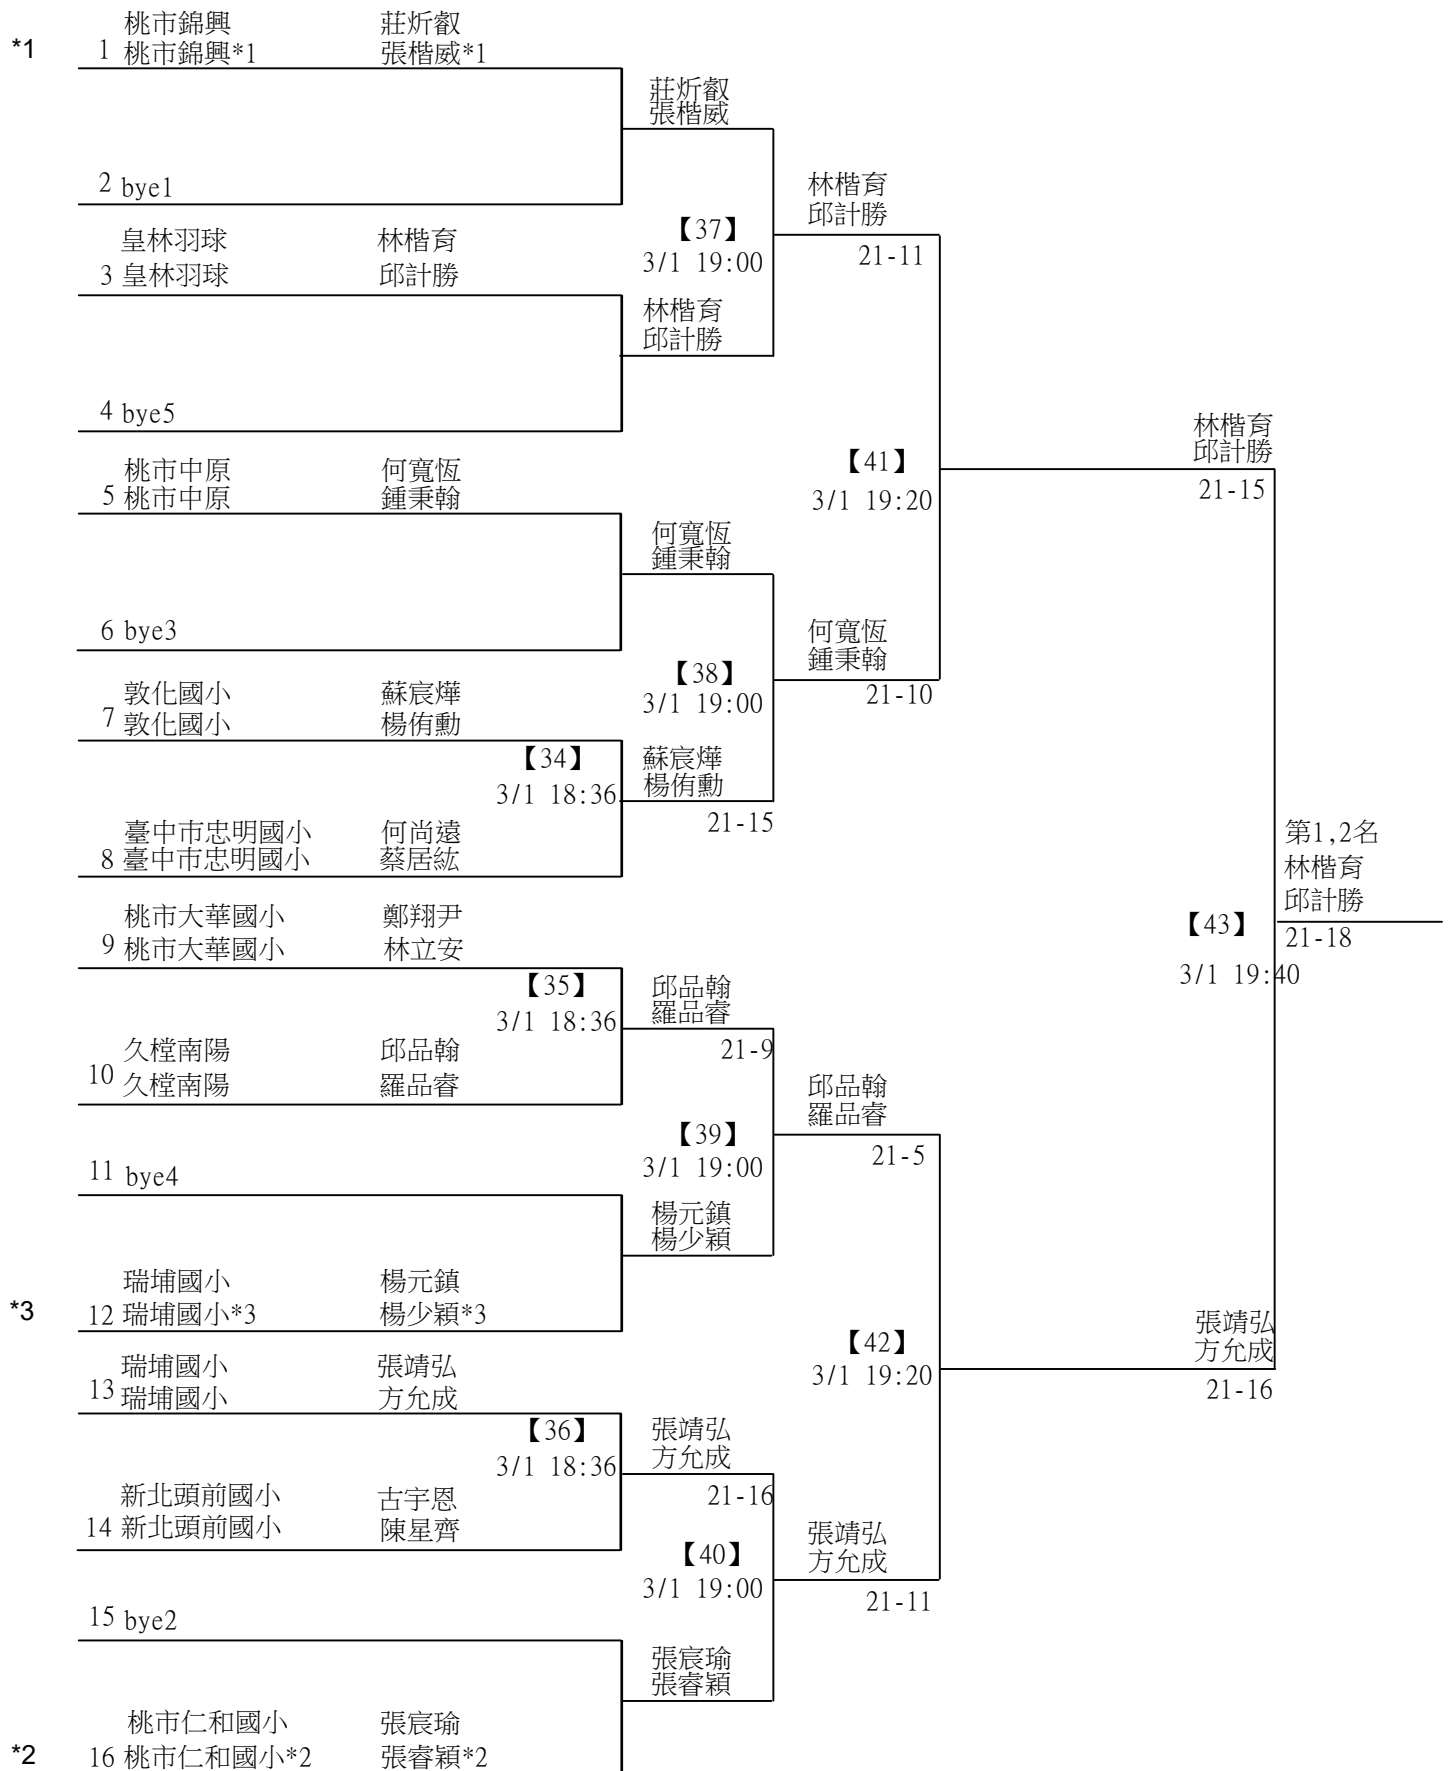 桃市錦興 莊炘叡
*1 1 桃市錦興*1 張楷威*1
莊炘叡
張楷威
2 bye1
林楷育
邱計勝
【37】
皇林羽球 林楷育
21-11
3/1 19:00
3 皇林羽球 邱計勝
林楷育
邱計勝
4 bye5
林楷育
邱計勝
【41】
桃市中原 何寬恆
21-15
5 桃市中原 鍾秉翰
3/1 19:20
何寬恆
鍾秉翰
6 bye3
何寬恆
鍾秉翰
【38】
21-10
敦化國小 蘇宸燁
3/1 19:00
7 敦化國小 楊侑勳
【34】
蘇宸燁
楊侑勳
3/1 18:36
21-15
臺中市忠明國小 何尚遠
8 臺中市忠明國小 蔡居紘
第1,2名
林楷育
邱計勝
桃市大華國小 鄭翔尹
【43】
21-18
9 桃市大華國小 林立安
3/1 19:40
【35】
邱品翰
羅品睿
3/1 18:36
21-9
久樘南陽 邱品翰
10 久樘南陽 羅品睿
邱品翰
羅品睿
【39】
21-5
3/1 19:00
11 bye4
楊元鎮
楊少穎
瑞埔國小 楊元鎮
*3 12 瑞埔國小*3 楊少穎*3
張靖弘
方允成
【42】
瑞埔國小 張靖弘
3/1 19:20
21-16
13 瑞埔國小 方允成
【36】
張靖弘
方允成
3/1 18:36
21-16
新北頭前國小 古宇恩
14 新北頭前國小 陳星齊
張靖弘
方允成
【40】
3/1 19:00
21-11
15 bye2
張宸瑜
張睿穎
桃市仁和國小 張宸瑜
*2 16 桃市仁和國小*2 張睿穎*2